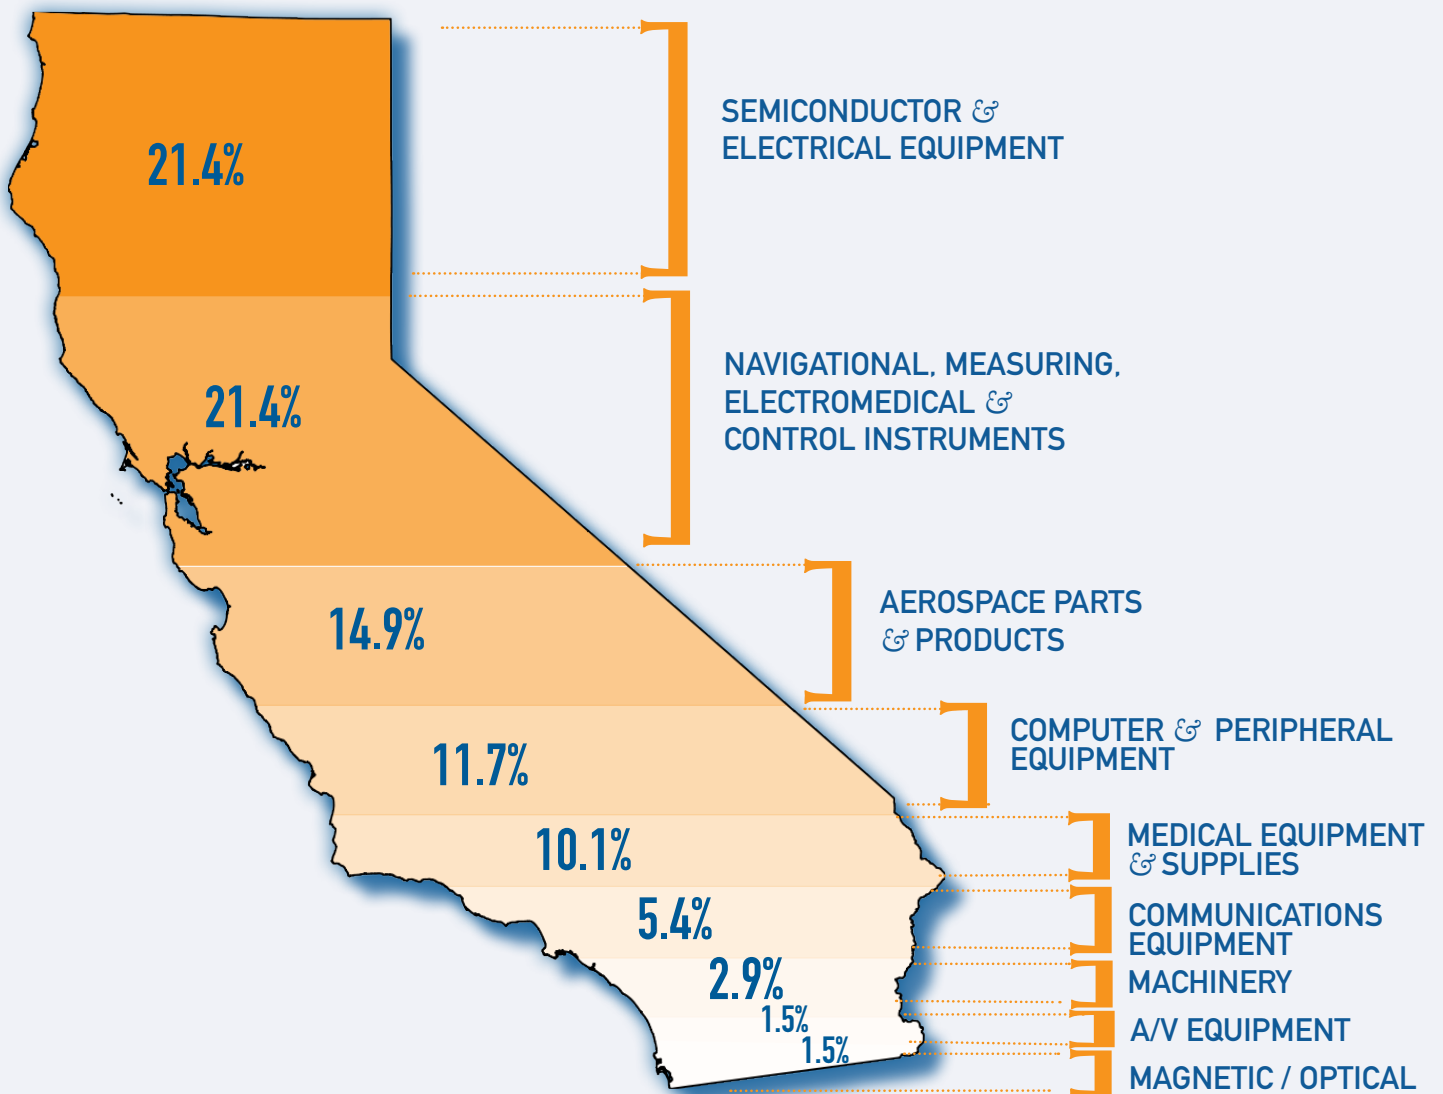 21.4%
SEMICONDUCTOR &
ELECTRICAL EQUIPMENT
21.4%
NAVIGATIONAL, MEASURING,
ELECTROMEDICAL &
CONTROL INSTRUMENTS
14.9%
AEROSPACE PARTS
& PRODUCTS
11.7%
COMPUTER & PERIPHERAL
EQUIPMENT
10.1%
MEDICAL EQUIPMENT
& SUPPLIES
5.4%
COMMUNICATIONS
EQUIPMENT
2.9%
MACHINERY
1.5%
A/V EQUIPMENT
1.5%
MAGNETIC / OPTICAL